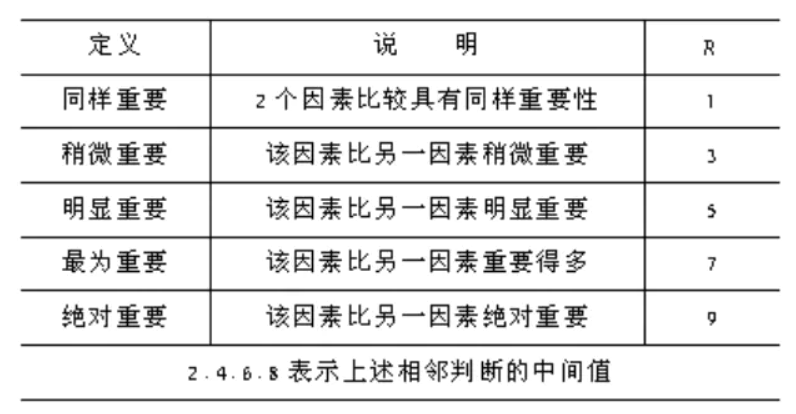 定义 说 明 R
同样重要 2个因素比较具有同样重要性 1
稍微重要 该因素比另一因素稍微重要 3
明显重要 该因素比另一因素明显重要 5
最为重要 该因素比另一因素重要得多 7
绝对重要 该因素比另一因素绝对重要 9
2.4.6.8表示上述相邻判断的中间值